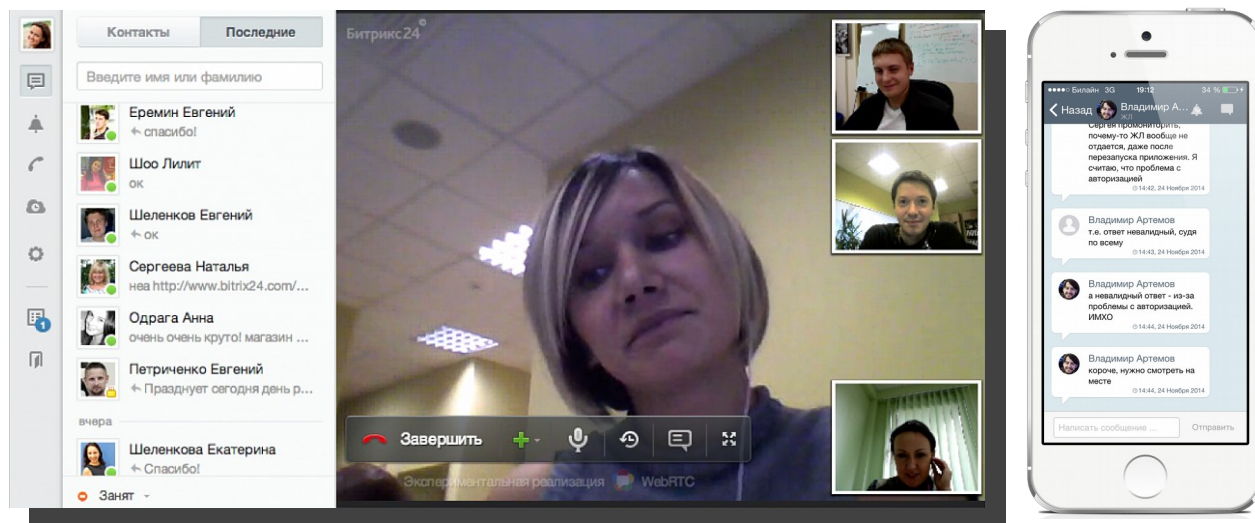 Контакты
Последние
Введите имя или фамилию
Еремин Евгений
спасибо!
Шоо Лилит
ок
Шеленков Евгений
ок
Сергеева Наталья
неа http://www.bitrix24.com/...
Одрага Анна
очень очень круто! магазин ...
Петриченко Евгений
Празднует сегодня день р...
вчера
Шеленкова Екатерина
Спасибо!
1
Занят
Битрикс24
Завершить
Экспериментальная реализация WebRTC
Билайн 3G 19:12 34 %
Назад
Владимир А...
ЖЛ
Сергея промониторить,
почему-то ЖЛ вообще не
отдается, даже после
перезапуска приложения. Я
считаю, что проблема с
авторизацией
14:42, 24 Ноября 2014
Владимир Артемов
т.е. ответ невалидный, судя
по всему
14:43, 24 Ноября 2014
Владимир Артемов
а невалидный ответ - из-за
проблемы с авторизацией.
ИМХО
14:44, 24 Ноября 2014
Владимир Артемов
короче, нужно смотреть на
месте
14:44, 24 Ноября 2014
Написать сообщение ...
Отправить